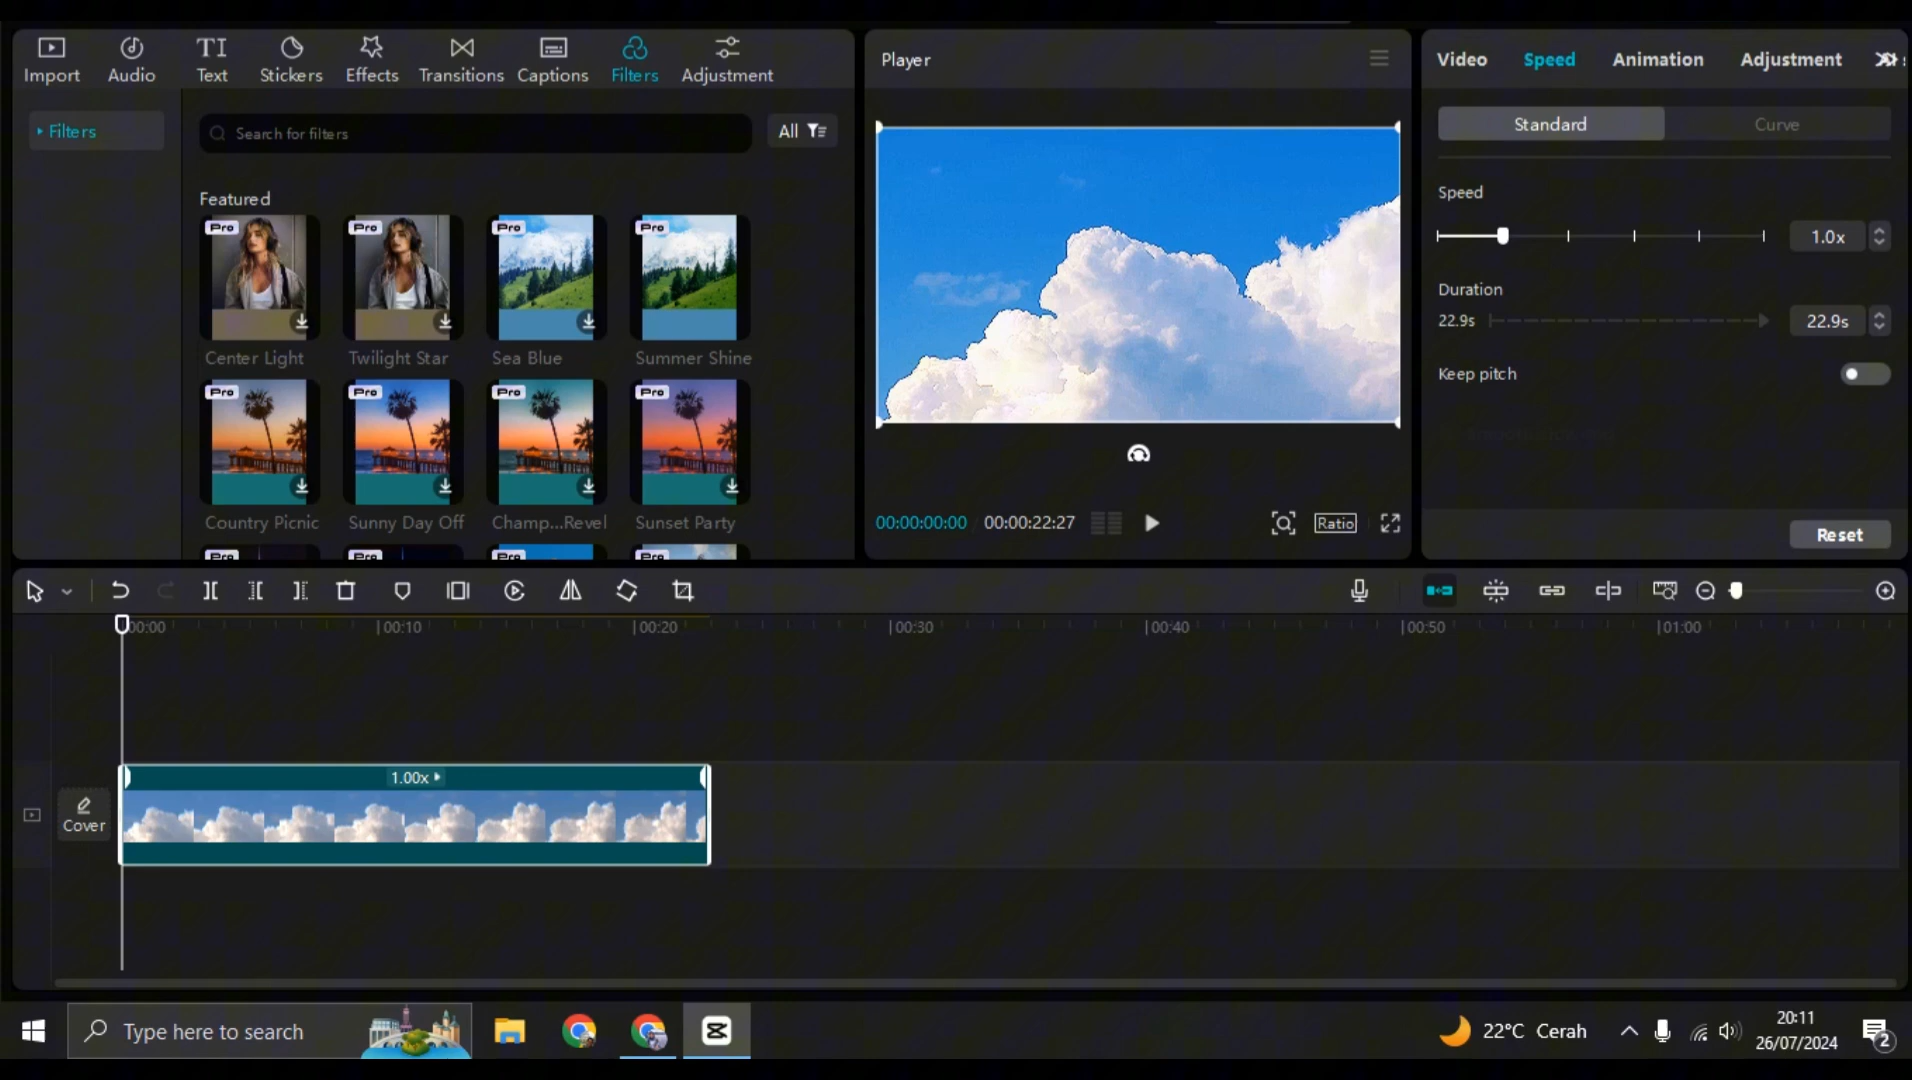 Import
Audio
TI
Text
Stickers
Effects
Transitions
Captions
Filters
Adjustment
Filters
Search for filters
All
Featured
Pro
Pro
Pro
Pro
Center Light
Twilight Star
Sea Blue
Summer Shine
Pro
Pro
Pro
Pro
Country Picnic
Sunny Day Off
Champ...Revel
Sunset Party
Pro
Pro
Pro
Pro
Player
00:00:00:00
00:00:22:27
Ratio
Video
Speed
Animation
Adjustment
Standard
Curve
Speed
1.0x
Duration
22.9s
22.9s
Keep pitch
Reset
00:00
00:10
00:20
00:30
00:40
00:50
01:00
1.00x
Cover
Type here to search
22°C Cerah
20:11
26/07/2024
2